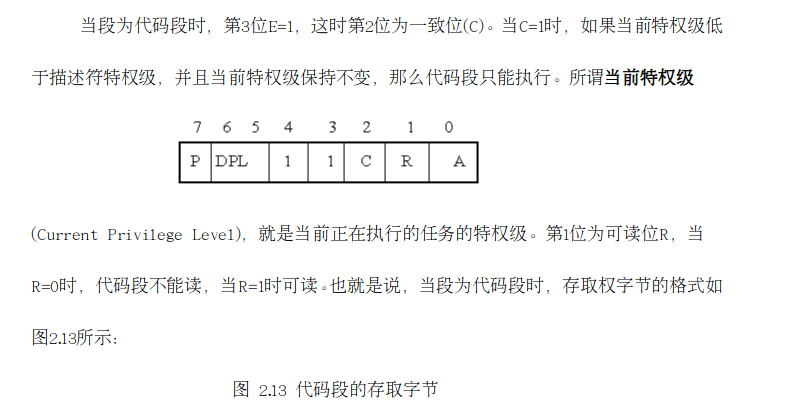 当段为代码段时，第3位E=1，这时第2位为一致位(C)。当C=1时，如果当前特权级低
于描述符特权级，并且当前特权级保持不变，那么代码段只能执行。所谓当前特权级
7 6 5 4 3 2 1 0
P DPL 1 1 C R A
(Current Privilege Level)，就是当前正在执行的任务的特权级。第1位为可读位R，当
R=0时，代码段不能读，当R=1时可读。也就是说，当段为代码段时，存取权字节的格式如
图2.13所示：
图 2.13 代码段的存取字节